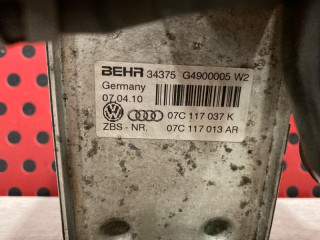 BEHR 34375 G4900005 W2
Germany
07.04.10
07C 117 037 K
ZBS - NR. 07C 117 013 AR